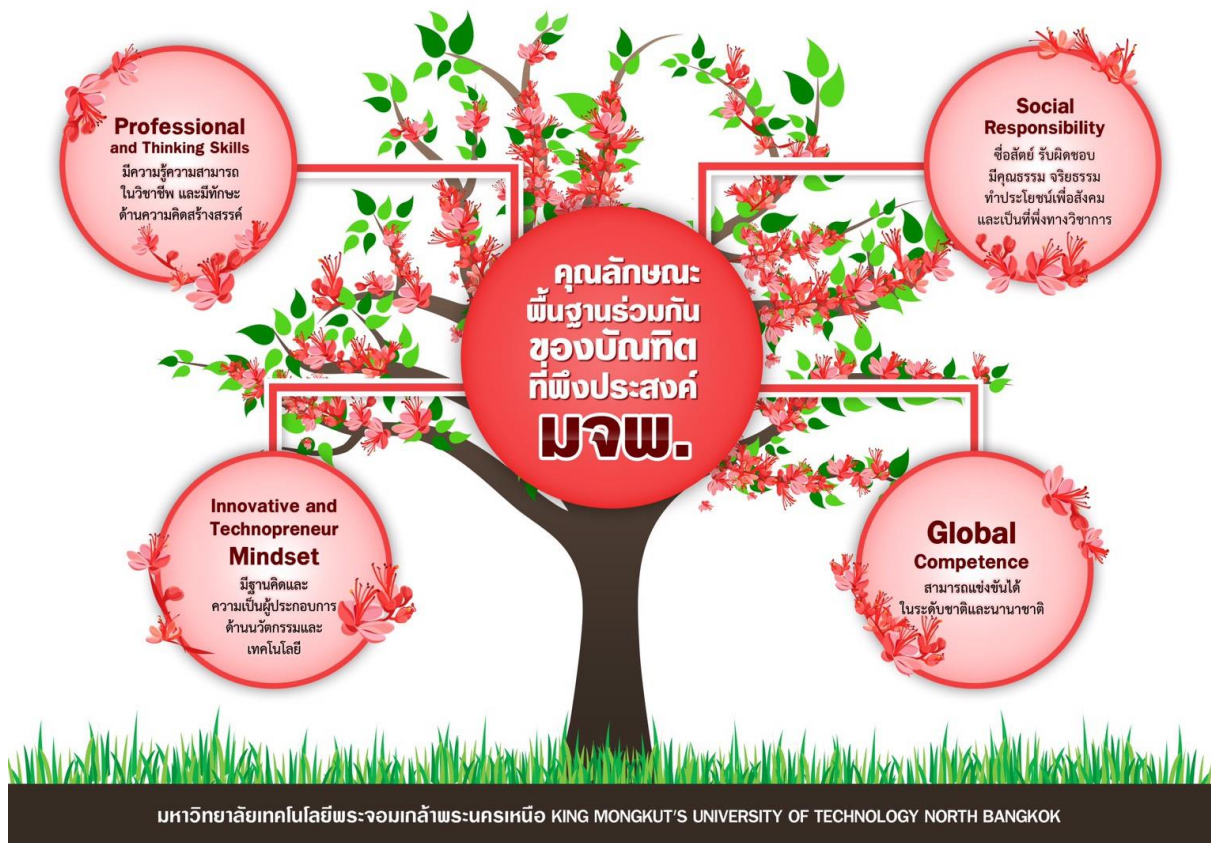 Professional
and Thinking Skills
มีความรู้ความสามารถ
ในวิชาชีพ และมีทักษะ
ด้านความคิดสร้างสรรค์
Social
Responsibility
ซื่อสัตย์ รับผิดชอบ
มีคุณธรรม จริยธรรม
ทำประโยชน์เพื่อสังคม
และเป็นที่พึ่งทางวิชาการ
คุณลักษณะ
พื้นฐานร่วมกัน
ของบัณฑิต
ที่พึงประสงค์
มจพ.
Innovative and
Technopreneur
Mindset
มีฐานคิดและ
ความเป็นผู้ประกอบการ
ด้านนวัตกรรมและ
เทคโนโลยี
Global
Competence
สามารถแข่งขันได้
ในระดับชาติและนานาชาติ
มหาวิทยาลัยเทคโนโลยีพระจอมเกล้าพระนครเหนือ KING MONGKUT'S UNIVERSITY OF TECHNOLOGY NORTH BANGKOK